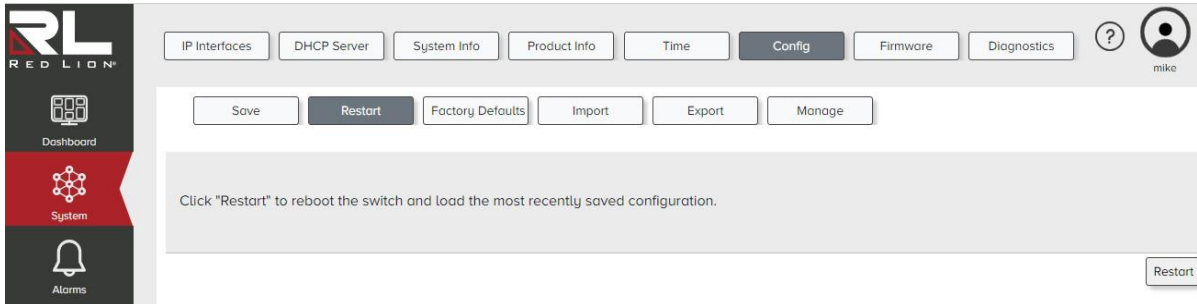 RL
RED LION®
IP Interfaces
DHCP Server
System Info
Product Info
Time
Config
Firmware
Diagnostics
?
mike
Dashboard
System
Alarms
Save
Restart
Factory Defaults
Import
Export
Manage
Click "Restart" to reboot the switch and load the most recently saved configuration.
Restart